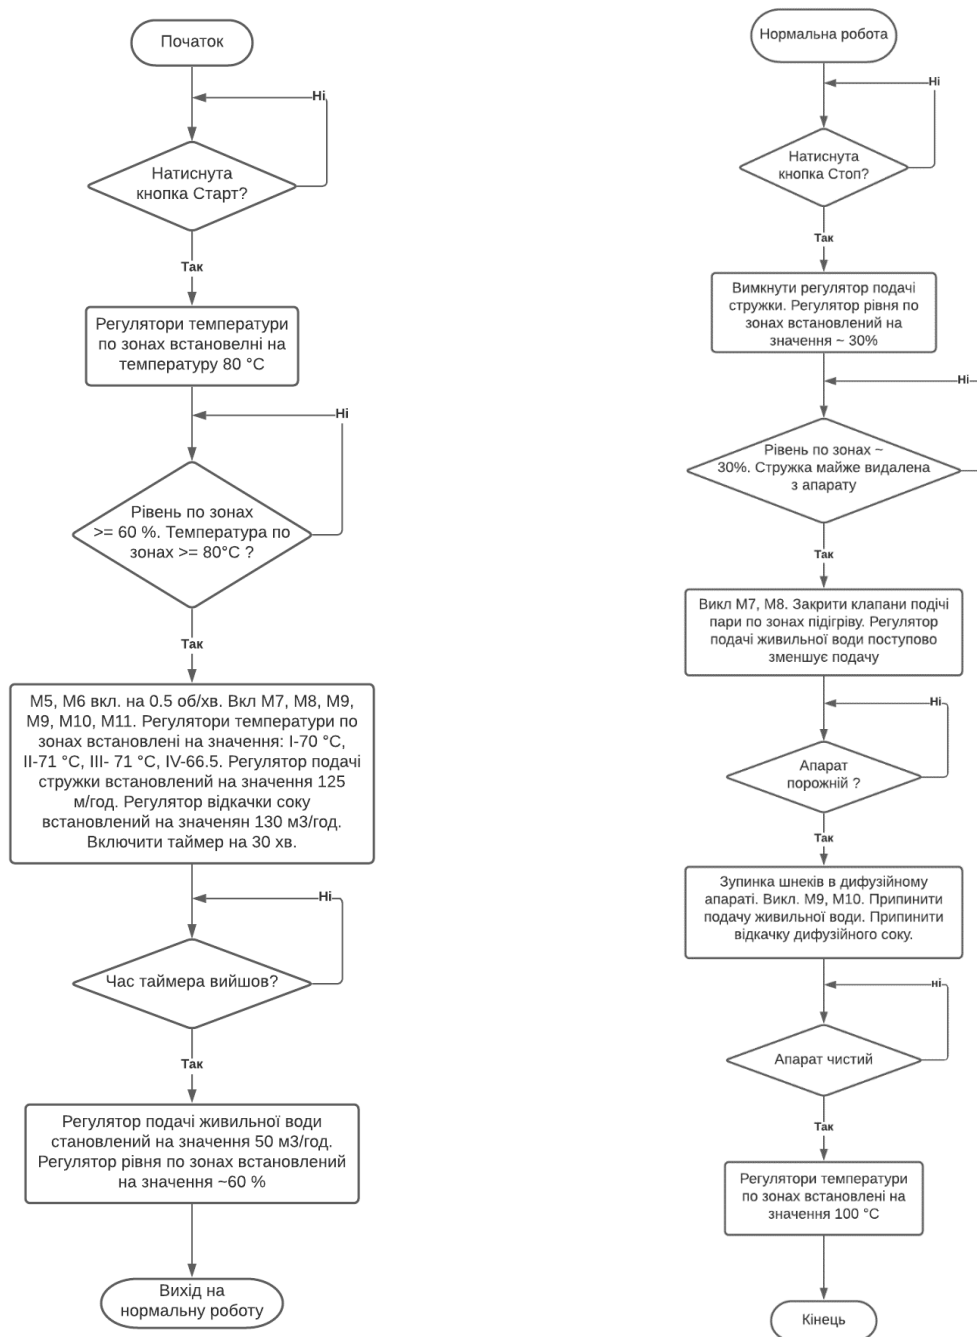 Початок
Ні
Натиснута
кнопка Старт?
Так
Регулятори температури
по зонах встановелні на
температуру 80 °C
Ні
Рівень по зонах
>= 60 %. Температура по
зонах >= 80°C ?
Так
М5, М6 вкл. на 0.5 об/хв. Вкл М7, М8, М9,
М9, М10, М11. Регулятори температури по
зонах встановлені на значення: I-70 °C,
II-71 °C, III- 71 °C, IV-66.5. Регулятор подачі
стружки встановлений на значення 125
м/год. Регулятор відкачки соку
встановлений на значенян 130 м3/год.
Включити таймер на 30 хв.
Ні
Час таймера вийшов?
Так
Регулятор подачі живильної води
становлений на значення 50 м3/год.
Регулятор рівня по зонах встановлений
на значення ~60 %
Вихід на
нормальну роботу
Нормальна робота
Ні
Натиснута
кнопка Стоп?
Так
Вимкнути регулятор подачі
стружки. Регулятор рівня по
зонах встановлений на
значення ~ 30%
Ні
Рівень по зонах ~
30%. Стружка майже видалена
з апарату
Так
Викл М7, М8. Закрити клапани подічі
пари по зонах підігріву. Регулятор
подачі живильної води поступово
зменшує подачу
Ні
Апарат
порожній ?
Так
Зупинка шнеків в дифузійному
апараті. Викл. М9, М10. Припинити
подачу живильної води. Припинити
відкачку дифузійного соку.
ні
Апарат чистий
Так
Регулятори температури
по зонах встановлені на
значення 100 °C
Кінець